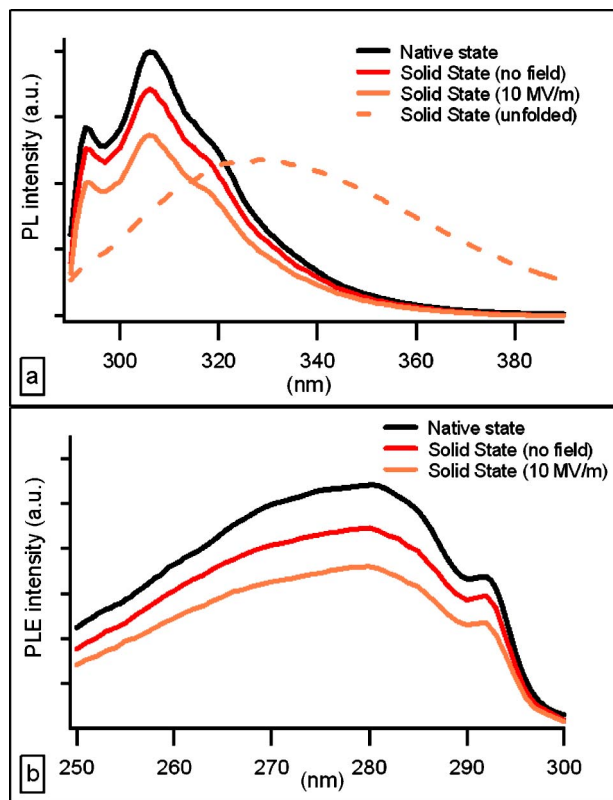 PL intensity (a.u.)
Native state
Solid State (no field)
Solid State (10 MV/m)
Solid State (unfolded)
300 320 340 360 380
(nm)
a
PLE intensity (a.u.)
Native state
Solid State (no field)
Solid State (10 MV/m)
250 260 270 280 290 300
(nm)
b